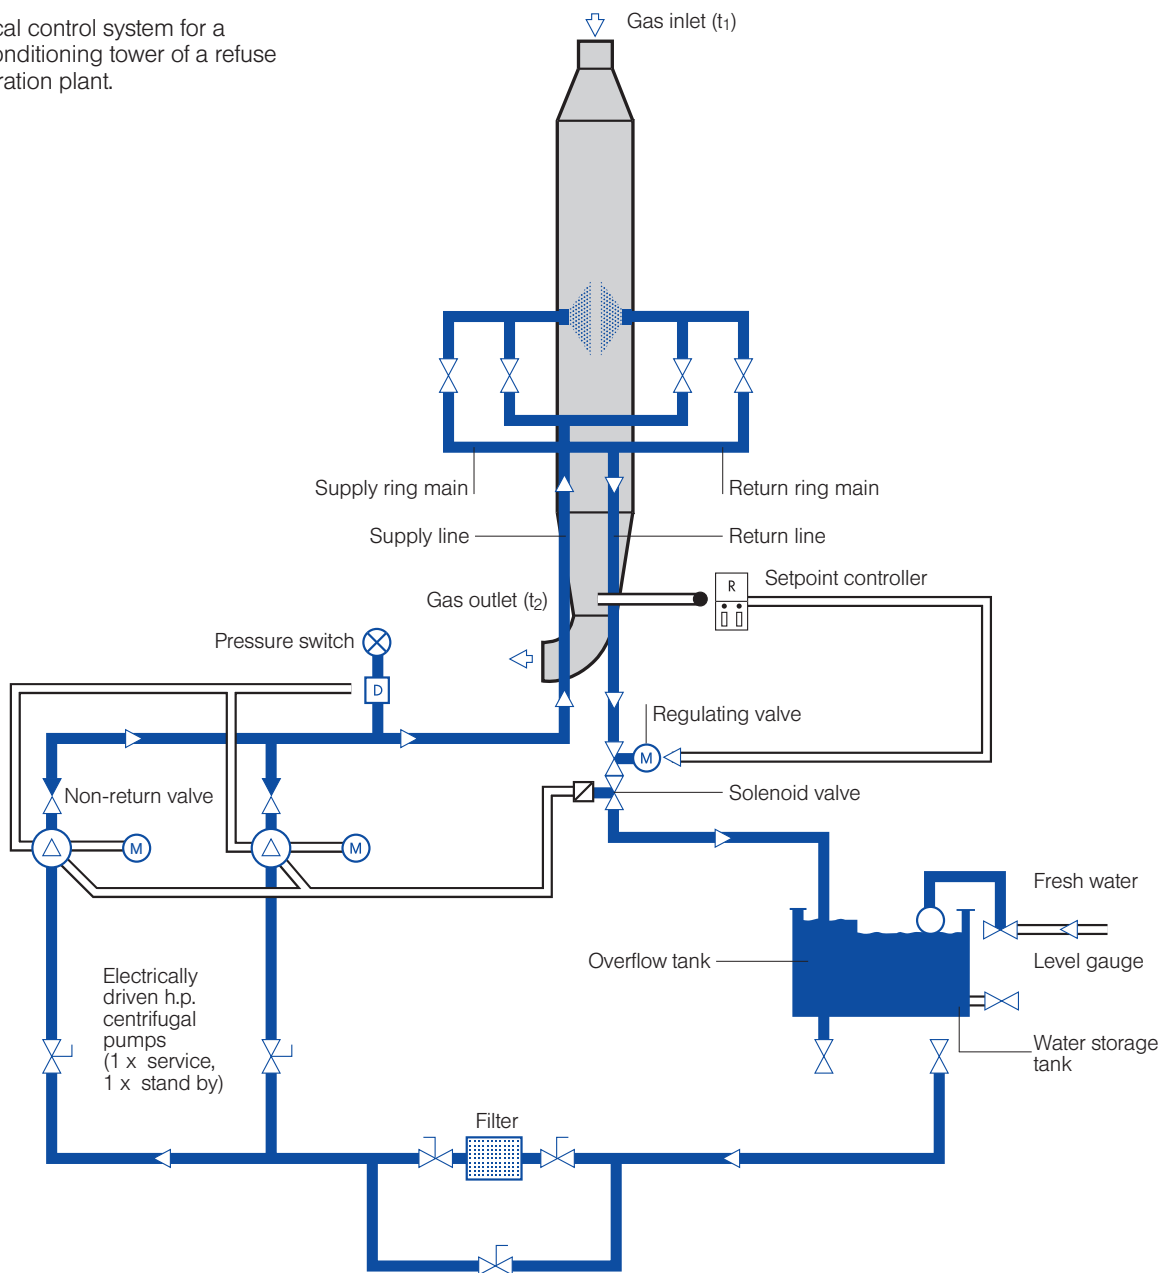 cal control system for a
onditioning tower of a refuse
ration plant.
Gas inlet (t₁)
Supply ring main
Return ring main
Supply line
Return line
Gas outlet (t₂)
R
Setpoint controller
Pressure switch
D
Regulating valve
M
Non-return valve
Solenoid valve
M
M
Fresh water
Overflow tank
Level gauge
Electrically
driven h.p.
centrifugal
pumps
(1 x service,
1 x stand by)
Water storage
tank
Filter